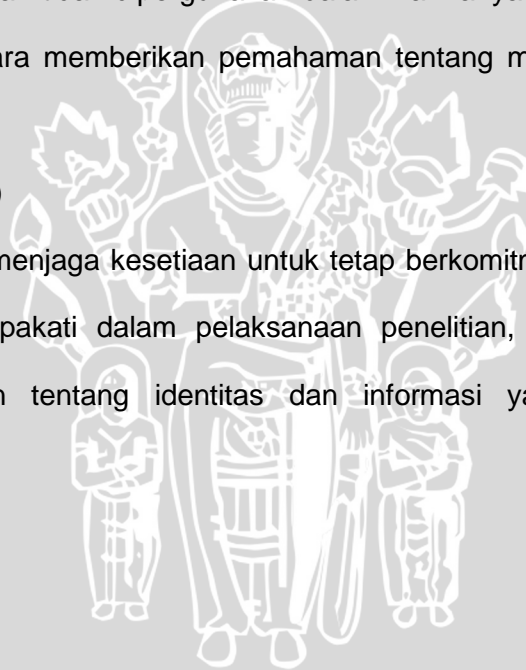 ara memberikan pemahaman tentang m
)
menjaga kesetiaan untuk tetap berkomitm
pakati dalam pelaksanaan penelitian,
n tentang identitas dan informasi ya